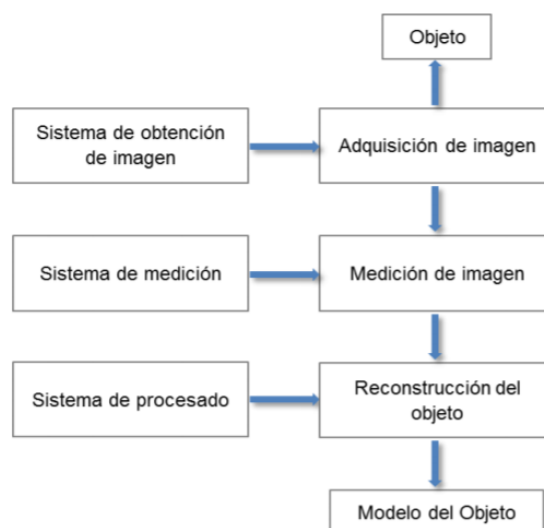 Objeto
Sistema de obtención
de imagen
Adquisición de imagen
Sistema de medición
Medición de imagen
Sistema de procesado
Reconstrucción del
objeto
Modelo del Objeto